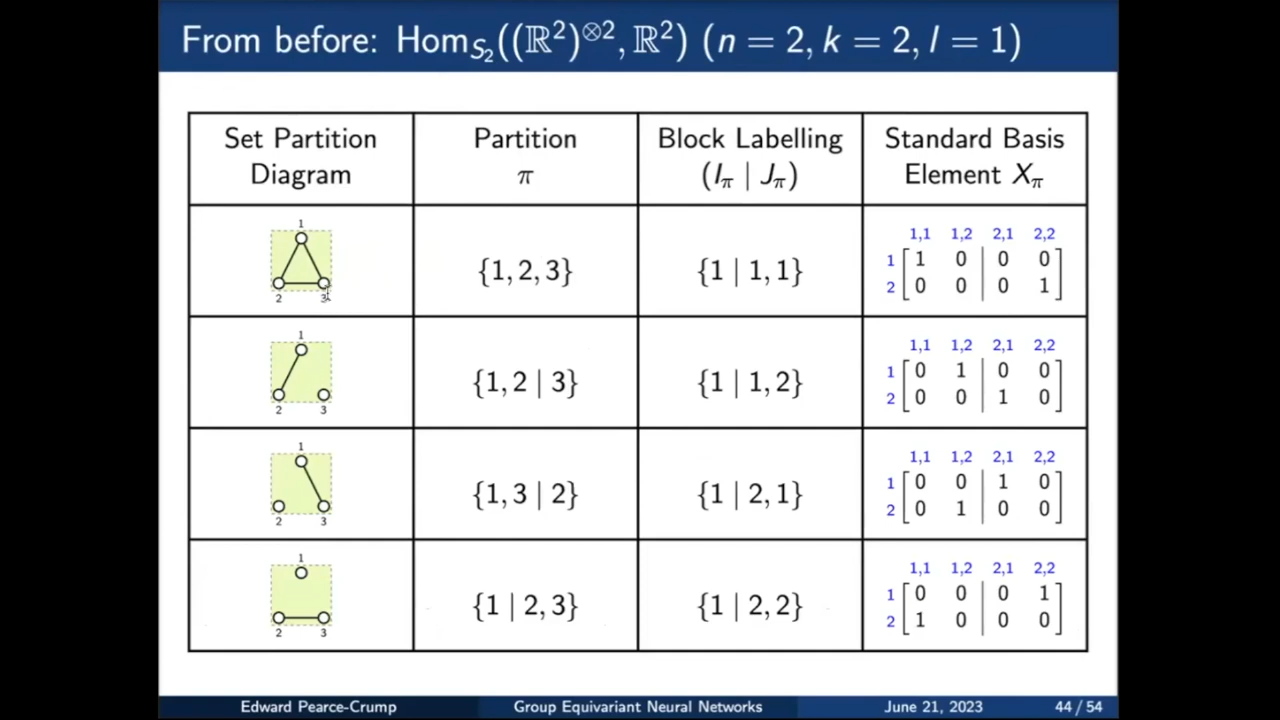 From before: Hom_{S_2}((ℝ^2)^{⊗2}, ℝ^2) (n = 2, k = 2, l = 1)
Set Partition Diagram | Partition π | Block Labelling (I_π | J_π) | Standard Basis Element X_π
1
2 3
{1, 2, 3}
{1 | 1, 1}
1,1 1,2 2,1 2,2
1 [1 0 | 0 0]
2 [0 0 | 0 1]
1
2 3
{1, 2 | 3}
{1 | 1, 2}
1,1 1,2 2,1 2,2
1 [0 1 | 0 0]
2 [0 0 | 1 0]
1
2 3
{1, 3 | 2}
{1 | 2, 1}
1,1 1,2 2,1 2,2
1 [0 0 | 1 0]
2 [0 1 | 0 0]
1
2 3
{1 | 2, 3}
{1 | 2, 2}
1,1 1,2 2,1 2,2
1 [0 0 | 0 1]
2 [1 0 | 0 0]
Edward Pearce-Crump Group Equivariant Neural Networks June 21, 2023 44 / 54